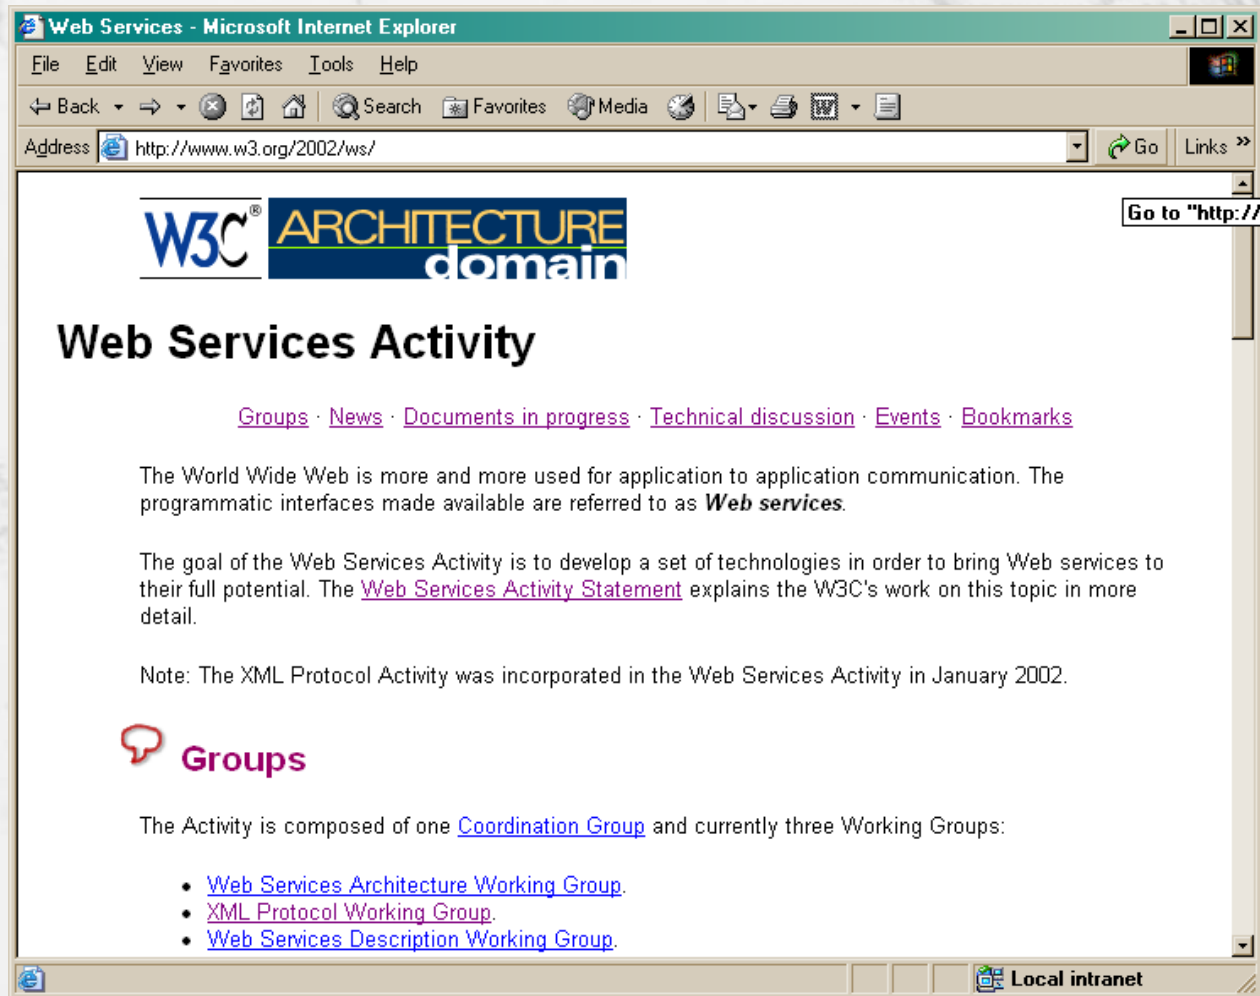 Web Services - Microsoft Internet Explorer
File Edit View Favorites Tools Help
Back Search Favorites Media
Address http://www.w3.org/2002/ws/ Go Links »
Go to "http://
W3C® ARCHITECTURE
domain
Web Services Activity
Groups · News · Documents in progress · Technical discussion · Events · Bookmarks
The World Wide Web is more and more used for application to application communication. The
programmatic interfaces made available are referred to as Web services.
The goal of the Web Services Activity is to develop a set of technologies in order to bring Web services to
their full potential. The Web Services Activity Statement explains the W3C's work on this topic in more
detail.
Note: The XML Protocol Activity was incorporated in the Web Services Activity in January 2002.
Groups
The Activity is composed of one Coordination Group and currently three Working Groups:
• Web Services Architecture Working Group.
• XML Protocol Working Group.
• Web Services Description Working Group.
Local intranet